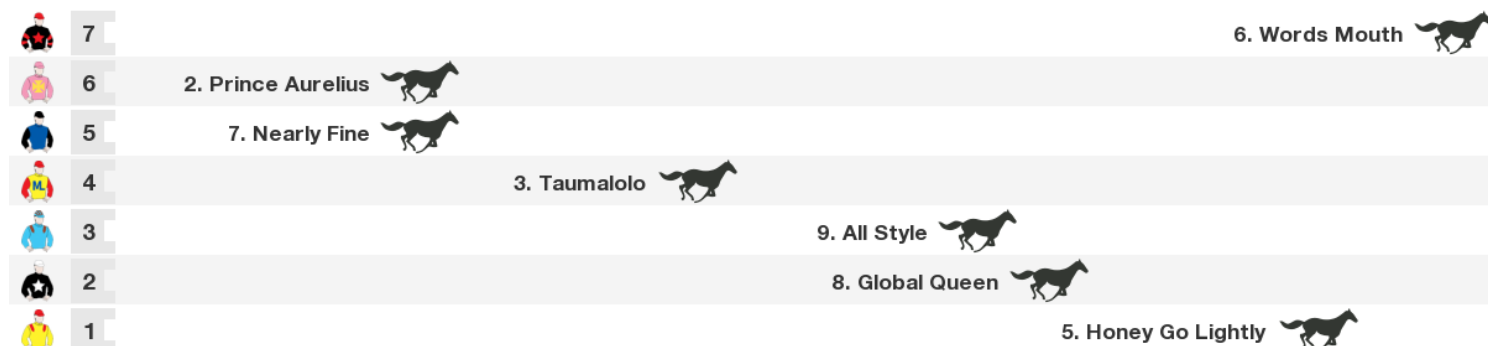 7 6. Words Mouth
6 2. Prince Aurelius
5 7. Nearly Fine
4 ML 3. Taumalolo
3 9. All Style
2 8. Global Queen
1 5. Honey Go Lightly